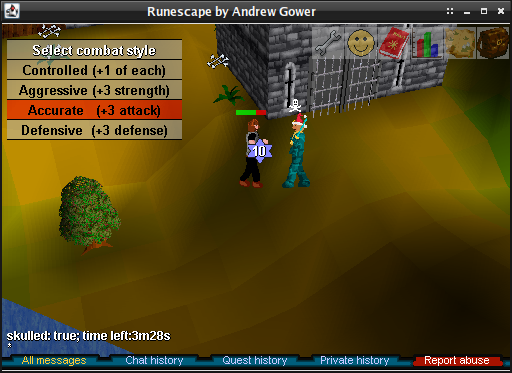 Runescape by Andrew Gower
Select combat style
Controlled (+1 of each)
Aggressive (+3 strength)
Accurate (+3 attack)
Defensive (+3 defense)
10
skulled: true; time left:3m28s
*
All messages
Chat history
Quest history
Private history
Report abuse